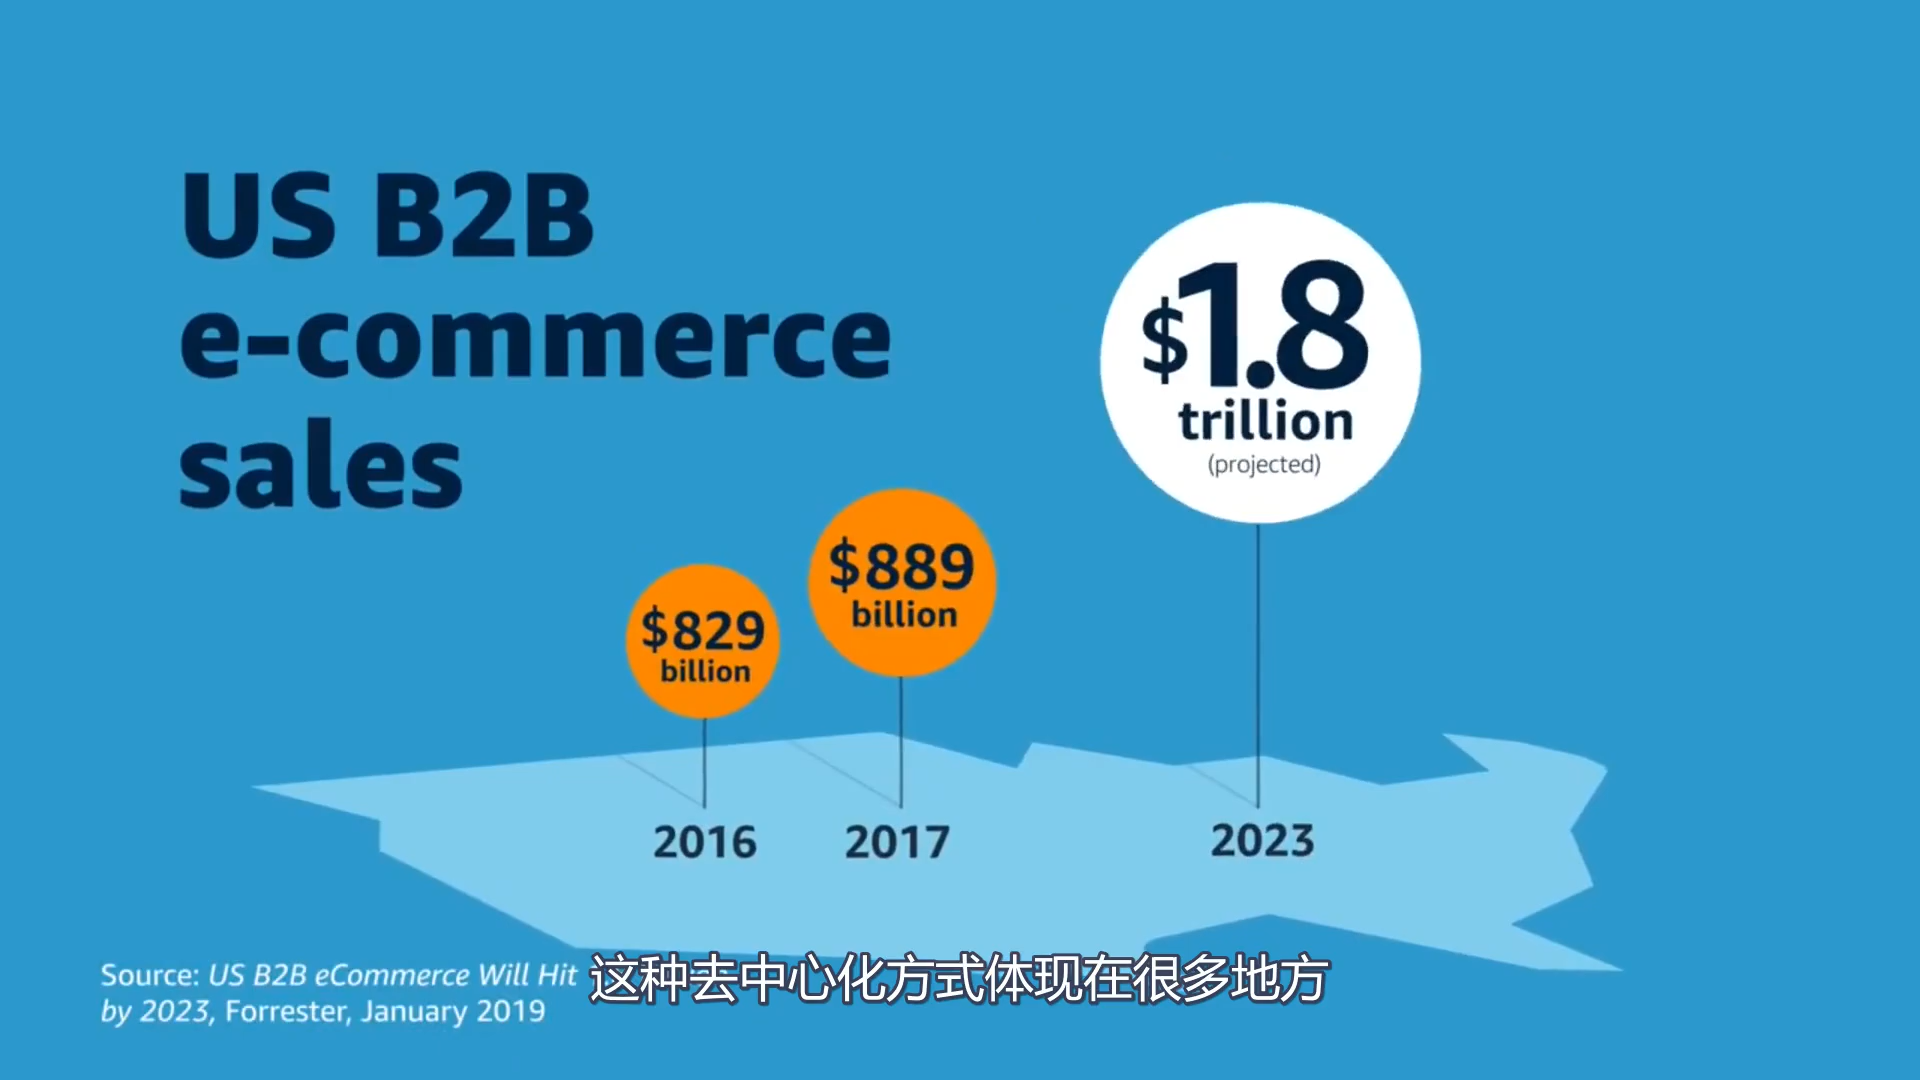 US B2B
e-commerce
sales
$1.8
trillion
(projected)
$889
billion
$829
billion
2016
2017
2023
Source: US B2B eCommerce Will Hit
by 2023, Forrester, January 2019
这种去中心化方式体现在很多地方